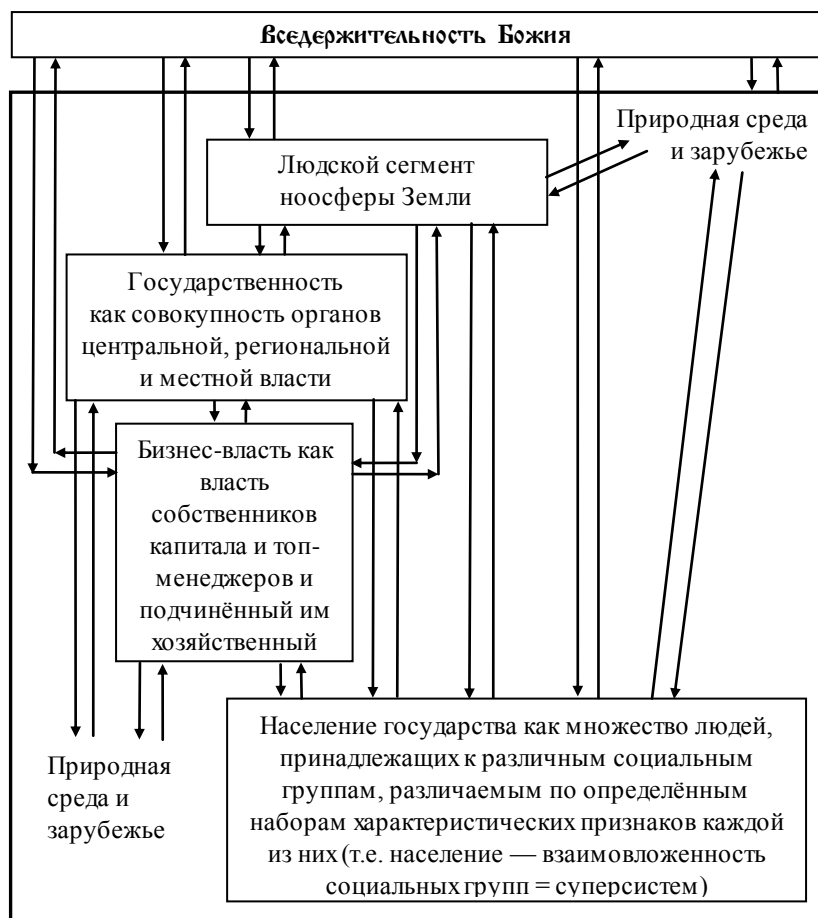 Вседержительность Божия
Природная среда
и зарубежье
Людской сегмент
ноосферы Земли
Государственность
как совокупность органов
центральной, региональной
и местной власти
Бизнес-власть как
власть
собственников
капитала и топ-
менеджеров и
подчинённый им
хозяйственный
Природная
среда и
зарубежье
Население государства как множество людей,
принадлежащих к различным социальным
группам, различаемым по определённым
наборам характеристических признаков каждой
из них (т.е. население — взаимовложенность
социальных групп = суперсистем)